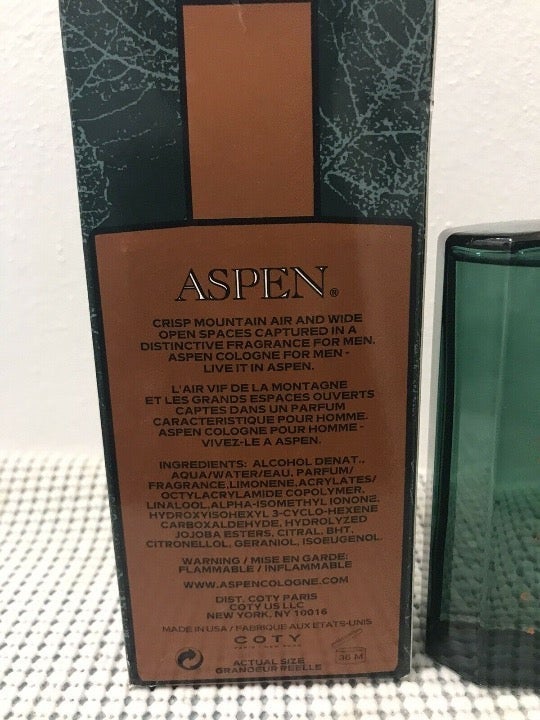 ASPEN®
CRISP MOUNTAIN AIR AND WIDE
OPEN SPACES CAPTURED IN A
DISTINCTIVE FRAGRANCE FOR MEN.
ASPEN COLOGNE FOR MEN -
LIVE IT IN ASPEN.
L'AIR VIF DE LA MONTAGNE
ET LES GRANDS ESPACES OUVERTS
CAPTES DANS UN PARFUM
CARACTERISTIQUE POUR HOMME.
ASPEN COLOGNE POUR HOMME -
VIVEZ-LE A ASPEN.
INGREDIENTS: ALCOHOL DENAT.,
AQUA/WATER/EAU, PARFUM/
FRAGRANCE, LIMONENE, ACRYLATES/
OCTYLACRYLAMIDE COPOLYMER,
LINALOOL, ALPHA-ISOMETHYL IONONE,
HYDROXYISOHEXYL 3-CYCLO-HEXENE
CARBOXALDEHYDE, HYDROLYZED
JOJOBA ESTERS, CITRAL, BHT,
CITRONELLOL, GERANIOL, ISOEUGENOL.
WARNING / MISE EN GARDE:
FLAMMABLE / INFLAMMABLE
WWW.ASPENCOLOGNE.COM
DIST. COTY PARIS
COTY US LLC
NEW YORK, NY 10016
MADE IN USA / FABRIQUE AUX ETATS-UNIS
COTY
PARIS NEW YORK
36 M
ACTUAL SIZE
GRANDEUR REELLE